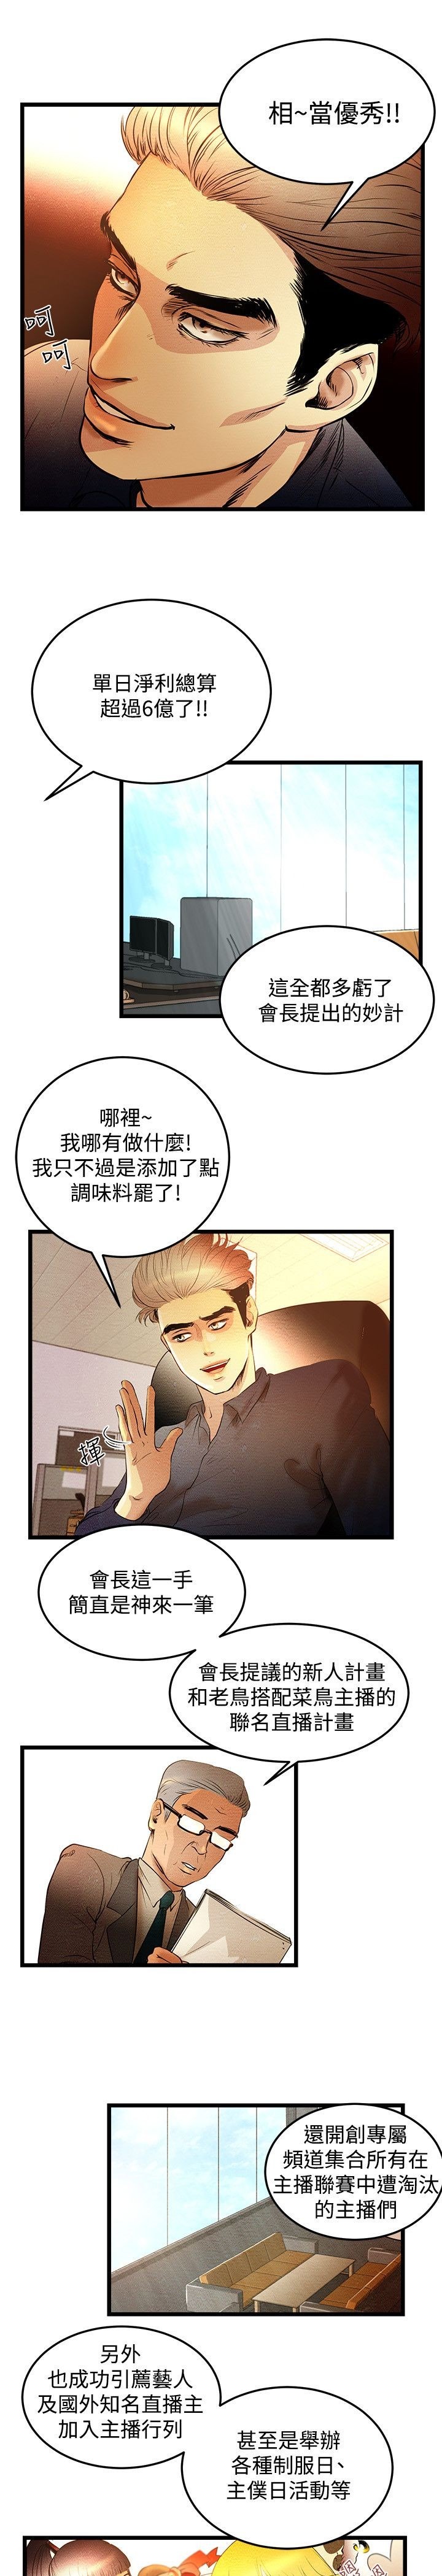 相~當優秀!!
呵
呵
單日淨利總算
超過6億了!!
這全都多虧了
會長提出的妙計
哪裡~
我哪有做什麼!
我只不過是添加了點
調味料罷了!
揮
會長這一手
簡直是神來一筆
會長提議的新人計畫
和老鳥搭配菜鳥主播的
聯名直播計畫
還開創專屬
頻道集合所有在
主播聯賽中遭淘汰
的主播們
另外
也成功引薦藝人
及國外知名直播主
加入主播行列
甚至是舉辦
各種制服日、
主僕日活動等